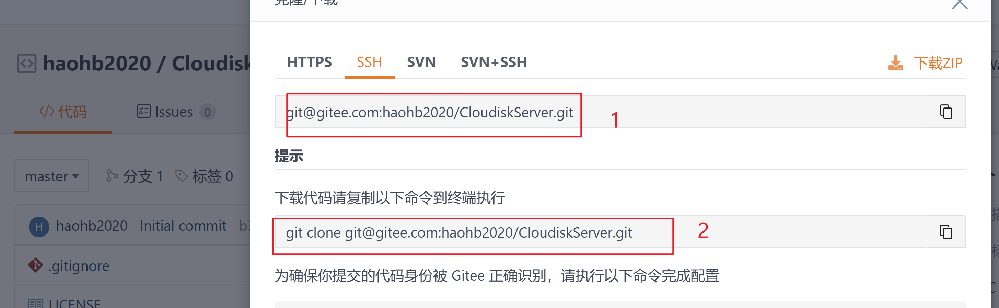 克隆/下载
haohb2020 / Cloudisk
HTTPS SSH SVN SVN+SSH 下载ZIP
git@gitee.com:haohb2020/CloudiskServer.git 1
代码 Issues 0
提示
master 分支 1 标签 0
下载代码请复制以下命令到终端执行
H haohb2020 Initial commit
git clone git@gitee.com:haohb2020/CloudiskServer.git 2
.gitignore
为确保你提交的代码身份被 Gitee 正确识别，请执行以下命令完成配置
LICENSE